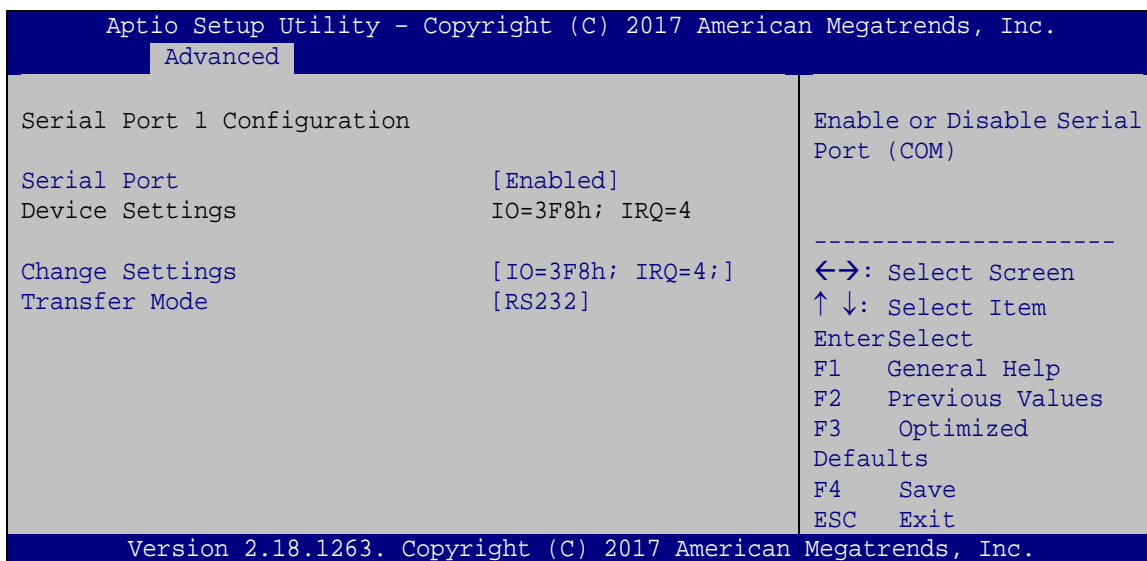 Aptio Setup Utility – Copyright (C) 2017 American Megatrends, Inc.
Advanced
Serial Port 1 Configuration
Serial Port [Enabled]
Device Settings IO=3F8h; IRQ=4
Change Settings [IO=3F8h; IRQ=4;]
Transfer Mode [RS232]
Enable or Disable Serial
Port (COM)
---------------------
←→: Select Screen
↑ ↓: Select Item
EnterSelect
F1 General Help
F2 Previous Values
F3 Optimized
Defaults
F4 Save
ESC Exit
Version 2.18.1263. Copyright (C) 2017 American Megatrends, Inc.